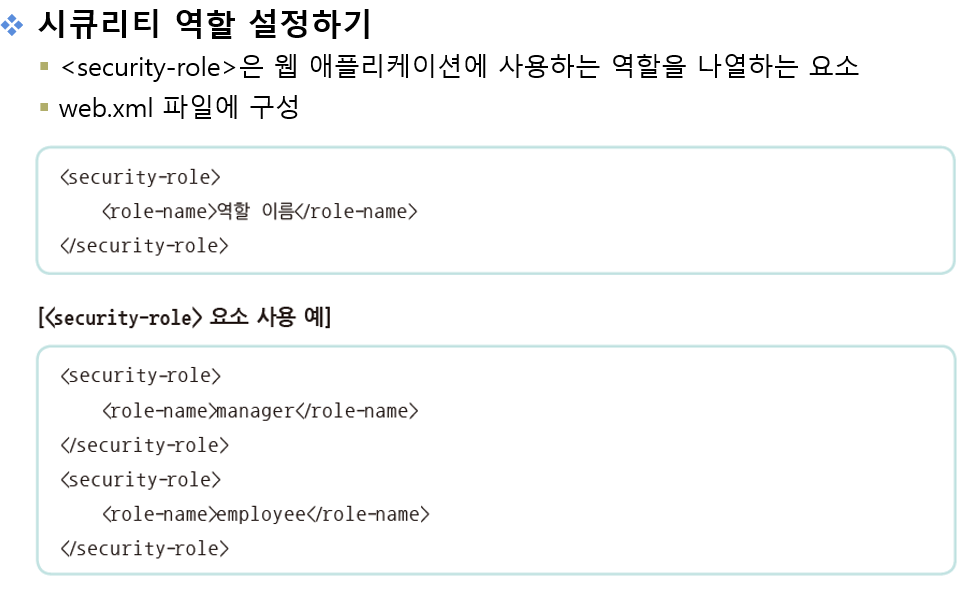 시큐리티 역할 설정하기
<security-role>은 웹 애플리케이션에 사용하는 역할을 나열하는 요소
web.xml 파일에 구성
<security-role>
<role-name>역할 이름</role-name>
</security-role>
[<security-role> 요소 사용 예]
<security-role>
<role-name>manager</role-name>
</security-role>
<security-role>
<role-name>employee</role-name>
</security-role>